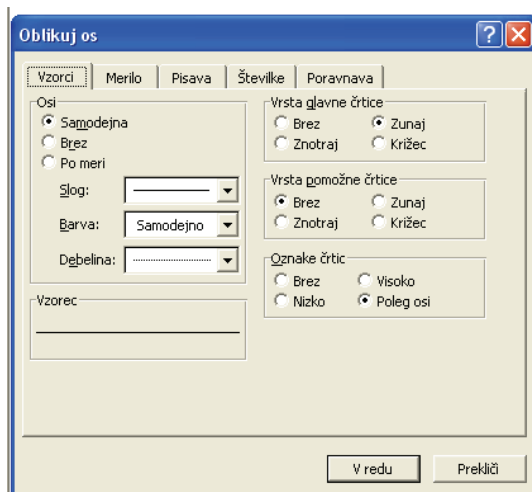 Oblikuj os
Vzorci Merilo Pisava Številke Poravnava
Osi
Samodejna
Brez
Po meri
Slog:
Barva: Samodejno
Debelina:
Vzorec
Vrsta glavne črtice
Brez Zunaj
Znotraj Križec
Vrsta pomožne črtice
Brez Zunaj
Znotraj Križec
Oznake črtic
Brez Visoko
Nizko Poleg osi
V redu Prekliči